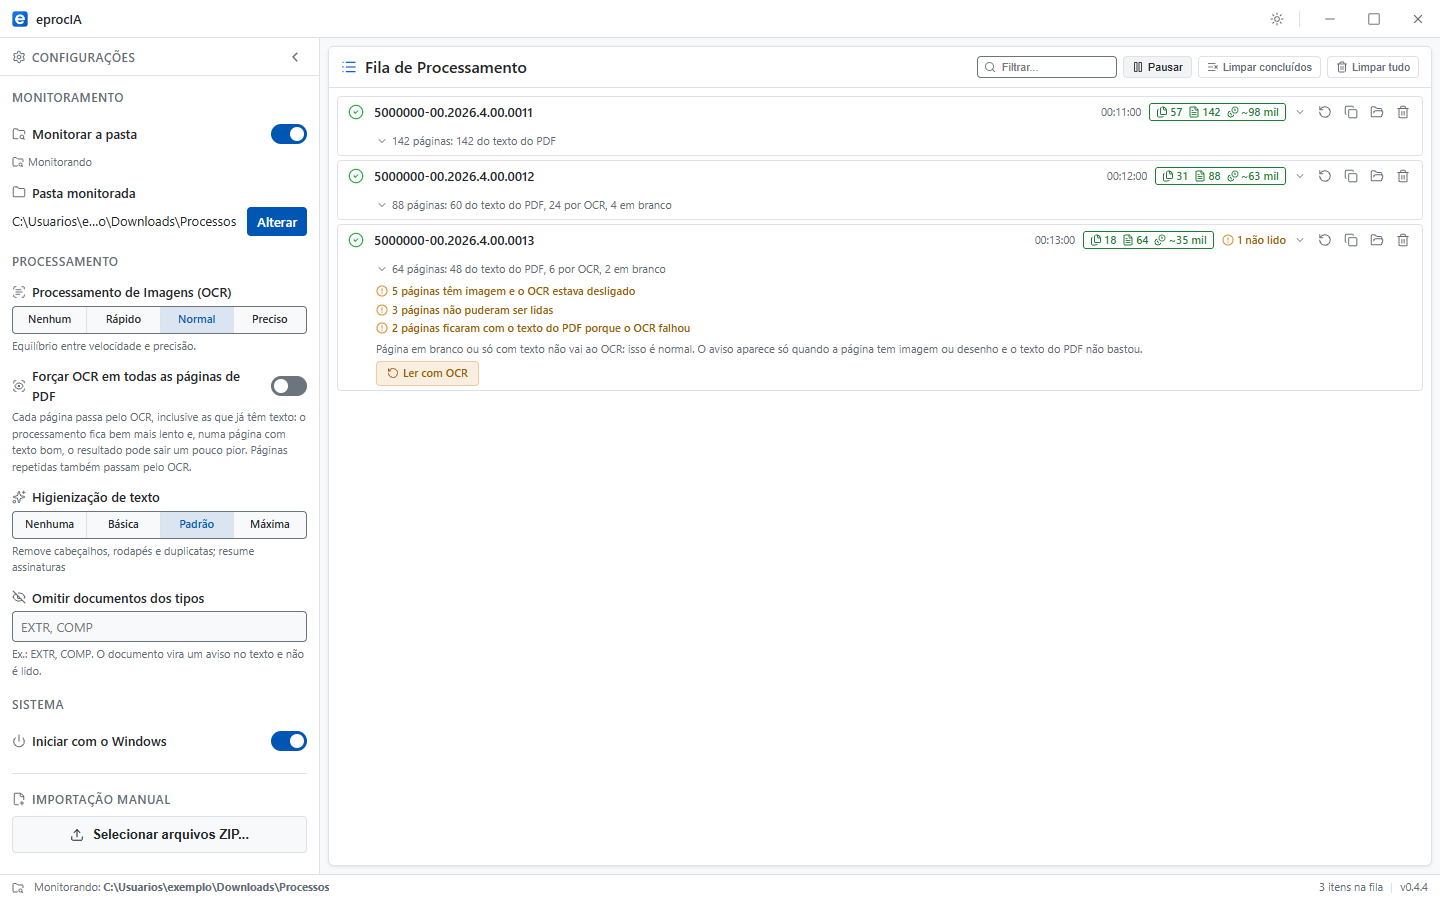 eprocIA
CONFIGURAÇÕES
MONITORAMENTO
Monitorar a pasta
Monitorando
Pasta monitorada
C:\Usuarios\e...o\Downloads\Processos
Alterar
PROCESSAMENTO
Processamento de Imagens (OCR)
Nenhum Rápido Normal Preciso
Equilíbrio entre velocidade e precisão.
Forçar OCR em todas as páginas de
PDF
Cada página passa pelo OCR, inclusive as que já têm texto: o
processamento fica bem mais lento e, numa página com
texto bom, o resultado pode sair um pouco pior. Páginas
repetidas também passam pelo OCR.
Higienização de texto
Nenhuma Básica Padrão Máxima
Remove cabeçalhos, rodapés e duplicatas; resume
assinaturas
Omitir documentos dos tipos
EXTR, COMP
Ex.: EXTR, COMP. O documento vira um aviso no texto e não
é lido.
SISTEMA
Iniciar com o Windows
IMPORTAÇÃO MANUAL
Selecionar arquivos ZIP...
Fila de Processamento
Filtrar... Pausar Limpar concluídos Limpar tudo
5000000-00.2026.4.00.0011 00:11:00 57 142 ~98 mil
142 páginas: 142 do texto do PDF
5000000-00.2026.4.00.0012 00:12:00 31 88 ~63 mil
88 páginas: 60 do texto do PDF, 24 por OCR, 4 em branco
5000000-00.2026.4.00.0013 00:13:00 18 64 ~35 mil 1 não lido
64 páginas: 48 do texto do PDF, 6 por OCR, 2 em branco
5 páginas têm imagem e o OCR estava desligado
3 páginas não puderam ser lidas
2 páginas ficaram com o texto do PDF porque o OCR falhou
Página em branco ou só com texto não vai ao OCR: isso é normal. O aviso aparece só quando a página tem imagem ou desenho e o texto do PDF não bastou.
Ler com OCR
Monitorando: C:\Usuarios\exemplo\Downloads\Processos
3 itens na fila v0.4.4